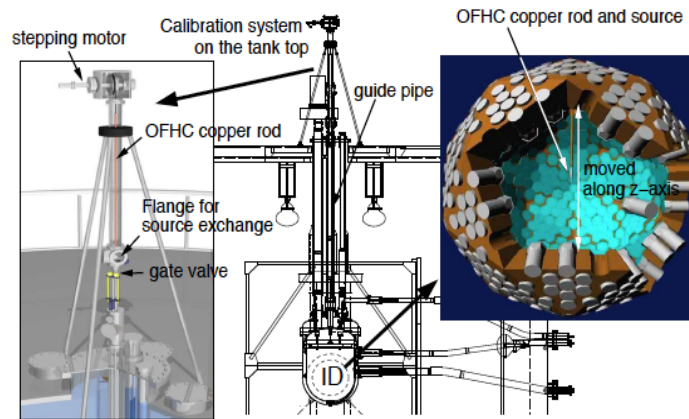 stepping motor
OFHC copper rod
Flange for
source exchange
gate valve
Calibration system
on the tank top
guide pipe
ID
OFHC copper rod and source
moved
along z-axis